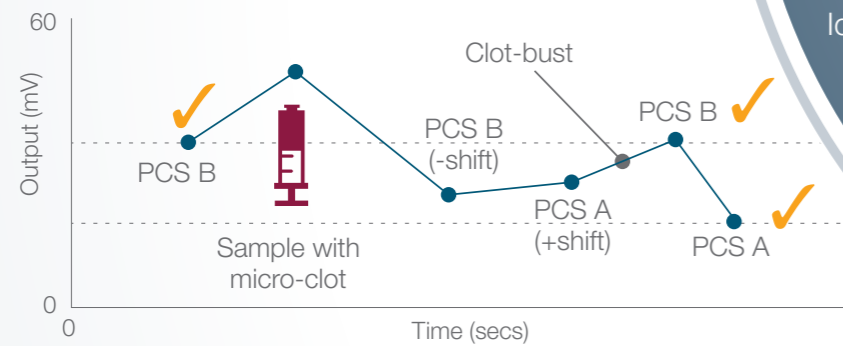 60
Output (mV)
0
0
Time (secs)
PCS B
Sample with
micro-clot
PCS B
(-shift)
Clot-bust
PCS A
(+shift)
PCS B
PCS A